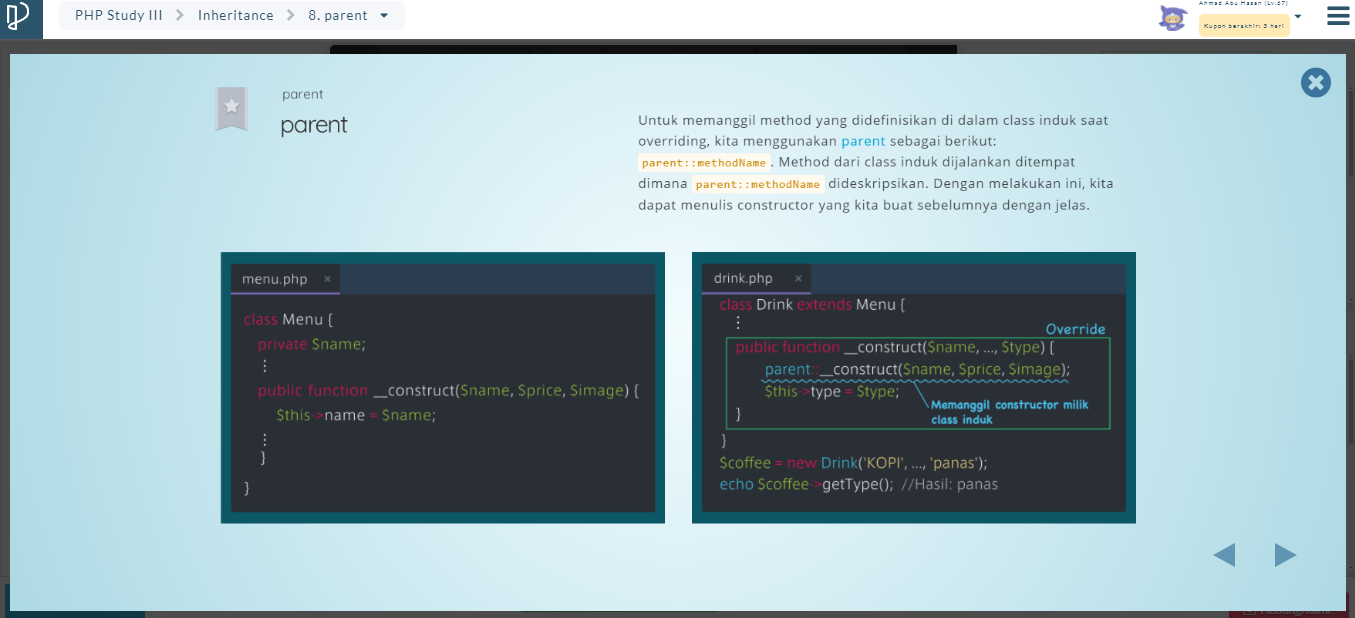 PHP Study III
Inheritance
8. parent
Ahmad Abu Hasan (Lv.67)
Kupon berakhir: 3 hari
parent
parent
Untuk memanggil method yang didefinisikan di dalam class induk saat
overriding, kita menggunakan parent sebagai berikut:
parent::methodName . Method dari class induk dijalankan ditempat
dimana parent::methodName dideskripsikan. Dengan melakukan ini, kita
dapat menulis constructor yang kita buat sebelumnya dengan jelas.
menu.php ×
class Menu {
private $name;
⋮
public function __construct($name, $price, $image) {
$this->name = $name;
⋮
}
}
drink.php ×
class Drink extends Menu {
⋮
Override
public function __construct($name, ..., $type) {
parent::__construct($name, $price, $image);
$this->type = $type;
Memanggil constructor milik
class induk
}
}
$coffee = new Drink('KOPI', ..., 'panas');
echo $coffee->getType(); //Hasil: panas